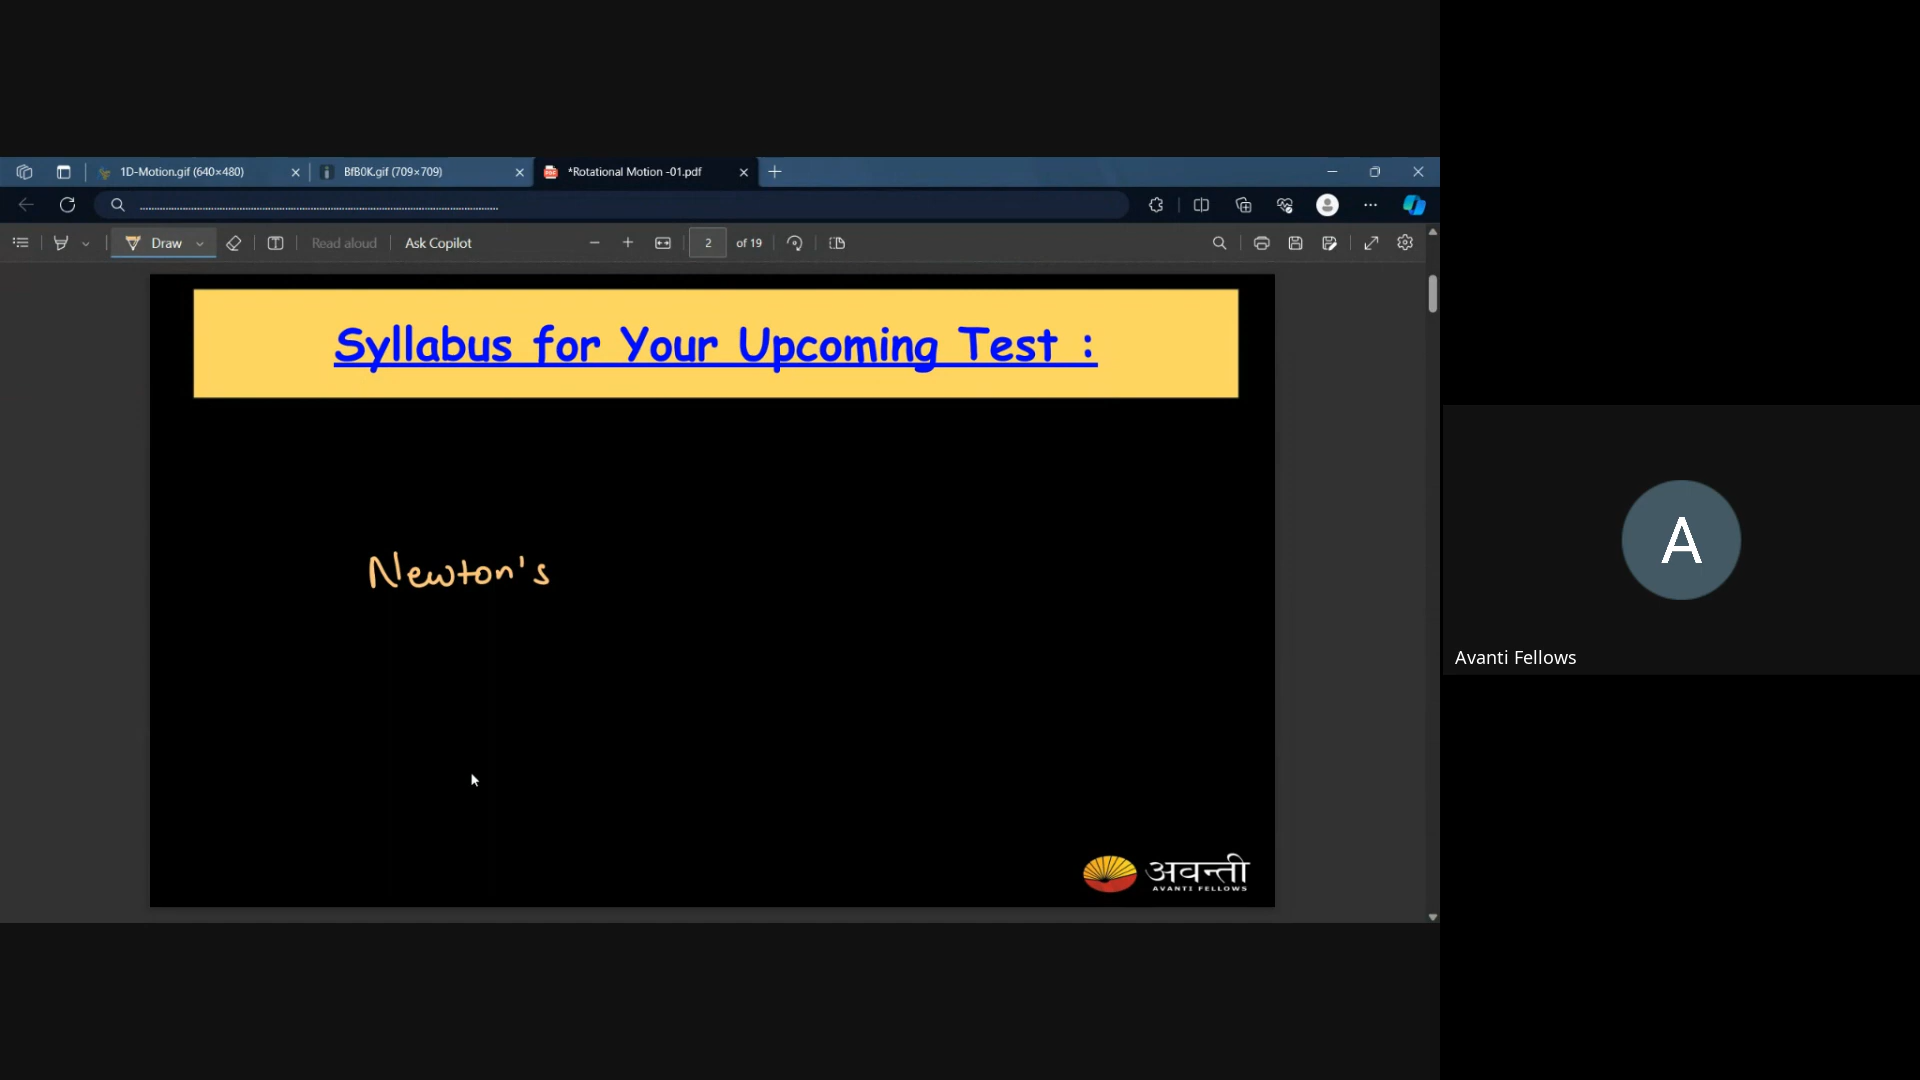 1D-Motion.gif (640×480)
BfB0K.gif (709×709)
*Rotational Motion -01.pdf
Draw
Read aloud
Ask Copilot
2 of 19
Syllabus for Your Upcoming Test :
Newton's
अवन्ती
AVANTI FELLOWS
A
Avanti Fellows